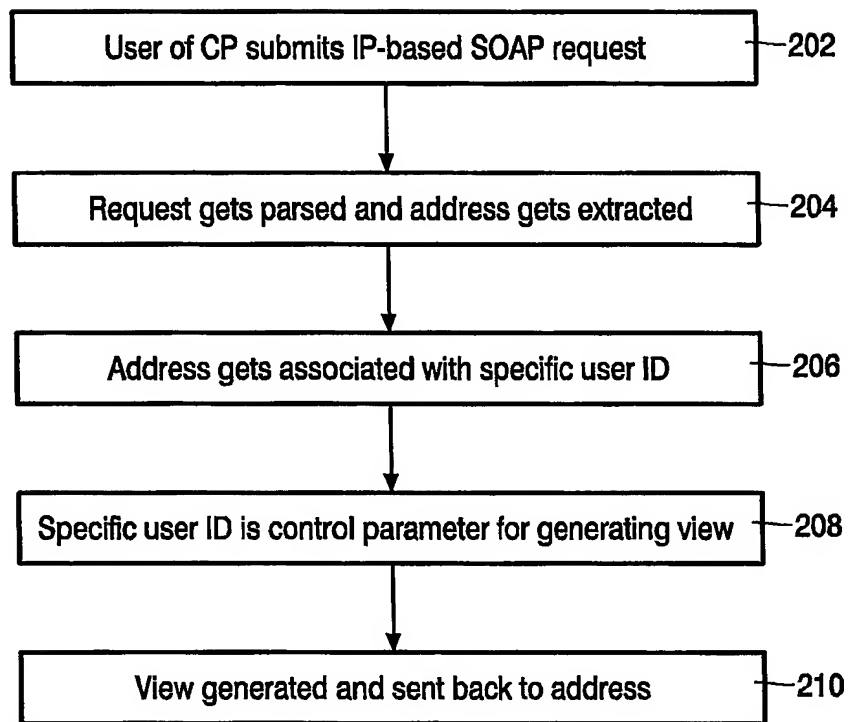 User of CP submits IP-based SOAP request 202
Request gets parsed and address gets extracted 204
Address gets associated with specific user ID 206
Specific user ID is control parameter for generating view 208
View generated and sent back to address 210